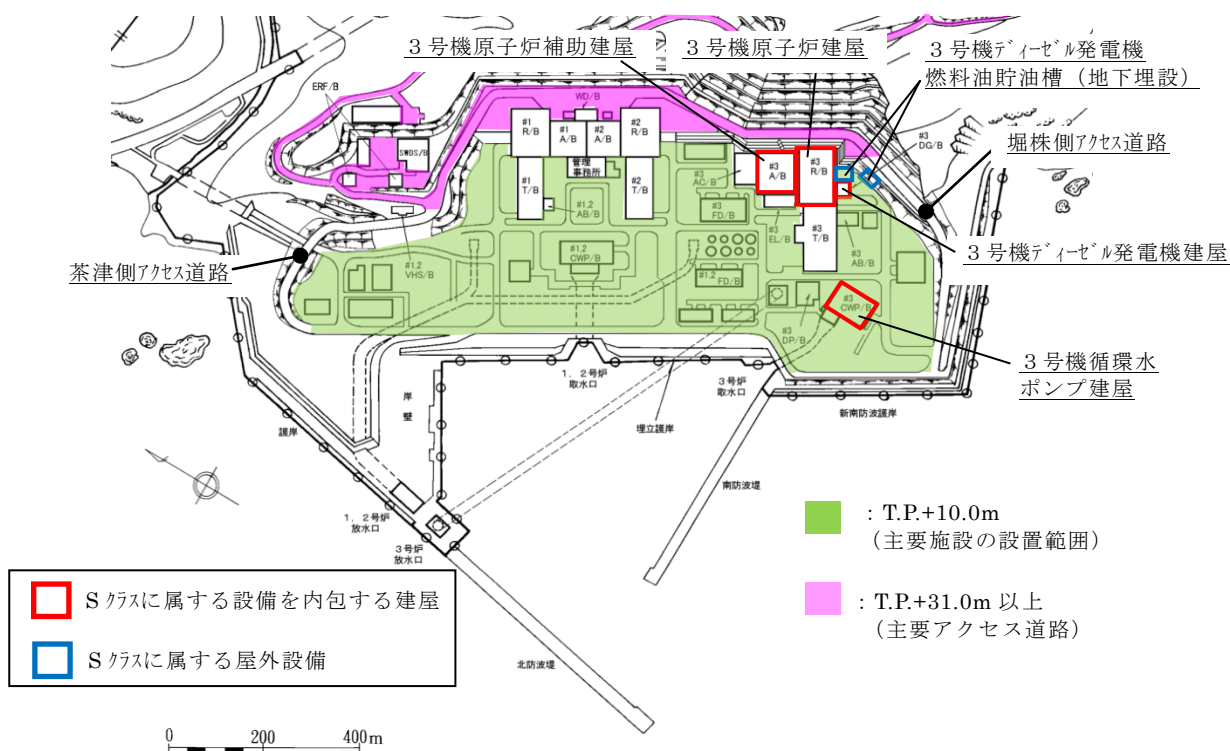 ３号機原子炉補助建屋
３号機原子炉建屋
３号機ディーゼル発電機
燃料油貯油槽（地下埋設）
堀株側アクセス道路
３号機ディーゼル発電機建屋
３号機循環水
ポンプ建屋
茶津側アクセス道路
ERF/B
SWDS/B
WD/B
#1
R/B
#1
A/B
#2
A/B
#2
R/B
#1
T/B
管理
事務所
#2
T/B
#1,2
AB/B
#1,2
VHS/B
#1,2
CWP/B
#3
AC/B
#3
A/B
#3
R/B
#3
DG/B
#3
FD/B
#3
EL/B
#3
T/B
#3
AB/B
#1,2
FD/B
#3
DP/B
#3
CWP/B
１，２号炉
取水口
３号炉
取水口
岸
壁
護岸
埋立護岸
新南防波護岸
南防波堤
１，２号炉
放水口
３号炉
放水口
北防波堤
：T.P.+10.0m
（主要施設の設置範囲）
：T.P.+31.0m 以上
（主要アクセス道路）
Sクラスに属する設備を内包する建屋
Sクラスに属する屋外設備
0 200 400m